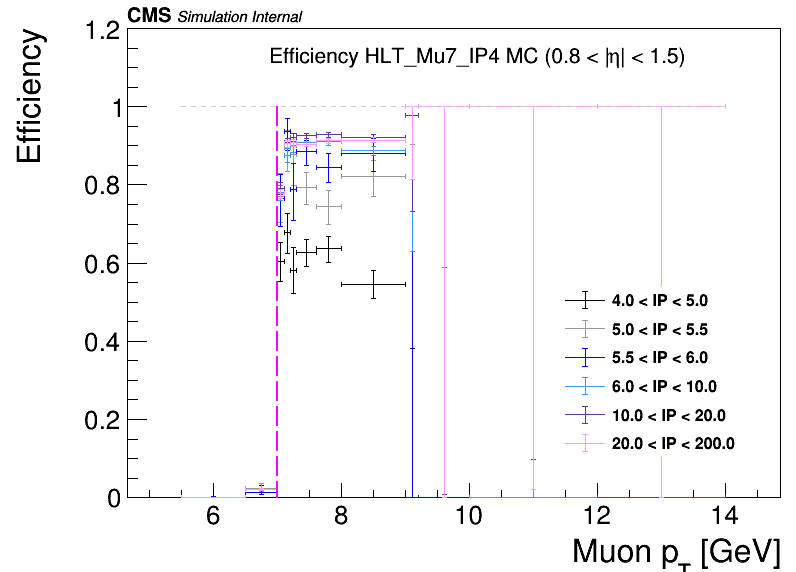 CMS Simulation Internal
Efficiency HLT_Mu7_IP4 MC (0.8 < |η| < 1.5)
Efficiency
1.2
1
0.8
0.6
0.4
0.2
0
4.0 < IP < 5.0
5.0 < IP < 5.5
5.5 < IP < 6.0
6.0 < IP < 10.0
10.0 < IP < 20.0
20.0 < IP < 200.0
6 8 10 12 14
Muon p_T [GeV]